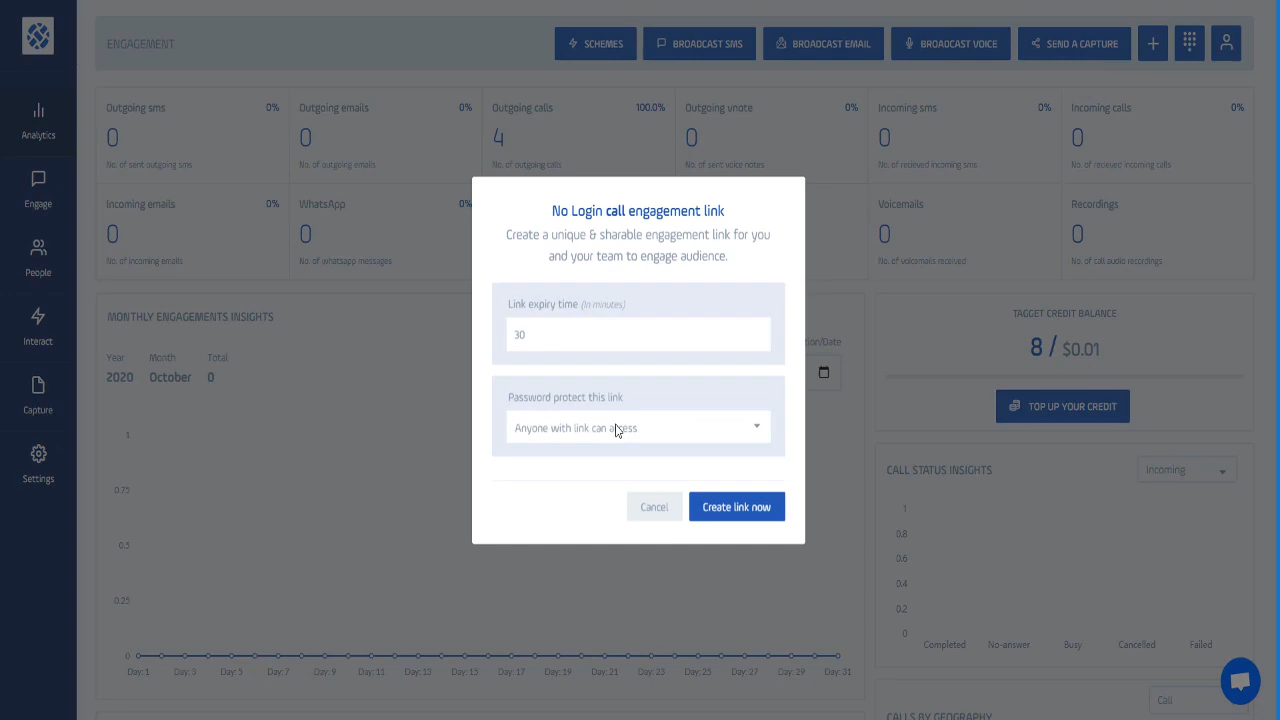 ENGAGEMENT
SCHEMES
BROADCAST SMS
BROADCAST EMAIL
BROADCAST VOICE
SEND A CAPTURE
Analytics
Engage
People
Interact
Capture
Settings
Outgoing sms 0%
0
No. of sent outgoing sms
Outgoing emails 0%
0
No. of outgoing emails
Outgoing calls 100.0%
4
No. of outgoing calls
Outgoing vnote 0%
0
No. of sent voice notes
Incoming sms 0%
0
No. of recieved incoming sms
Incoming calls 0%
0
No. of recieved incoming calls
Incoming emails 0%
0
No. of incoming emails
WhatsApp 0%
0
No. of whatsapp messages
Voicemails
0
No. of voicemails received
Recordings
0
No. of call audio recordings
No Login call engagement link
Create a unique & sharable engagement link for you
and your team to engage audience.
Link expiry time (In minutes)
30
Password protect this link
Anyone with link can access
Cancel
Create link now
MONTHLY ENGAGEMENTS INSIGHTS
Year Month Total
2020 October 0
ion/Date
1
0.75
0.5
0.25
0
Day: 1 Day: 3 Day: 5 Day: 7 Day: 9 Day: 11 Day: 13 Day: 15 Day: 17 Day: 19 Day: 21 Day: 23 Day: 25 Day: 27 Day: 29 Day: 31
TAGGET CREDIT BALANCE
8 / $0.01
TOP UP YOUR CREDIT
CALL STATUS INSIGHTS
Incoming
1
0.8
0.6
0.4
0.2
0
Completed No-answer Busy Cancelled Failed
Call
CALLS BY GEOGRAPHY